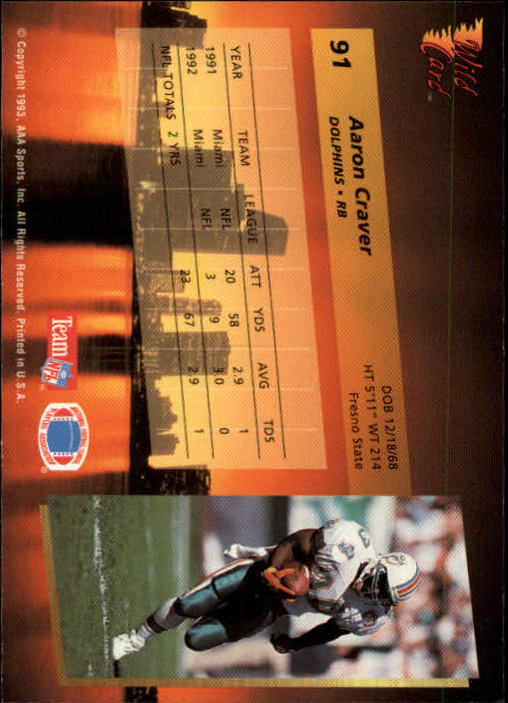 Wild Card™
91 Aaron Craver
DOLPHINS • RB
DOB 12/18/68
HT 5'11" WT 214
Fresno State
YEAR TEAM LEAGUE ATT YDS AVG TDS
1991 Miami NFL 20 58 2.9 1
1992 Miami NFL 3 9 3.0 0
NFL TOTALS 2 YRS 23 67 2.9 1
Team NFL
© Copyright 1993, AAA Sports, Inc. All Rights Reserved. Printed in U.S.A.